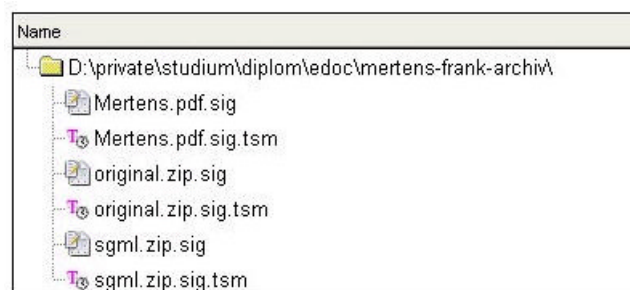 Name
D:\private\studium\diplom\edoc\mertens-frank-archiv\
Mertens.pdf.sig
Mertens.pdf.sig.tsm
original.zip.sig
original.zip.sig.tsm
sgml.zip.sig
sgml.zip.sig.tsm